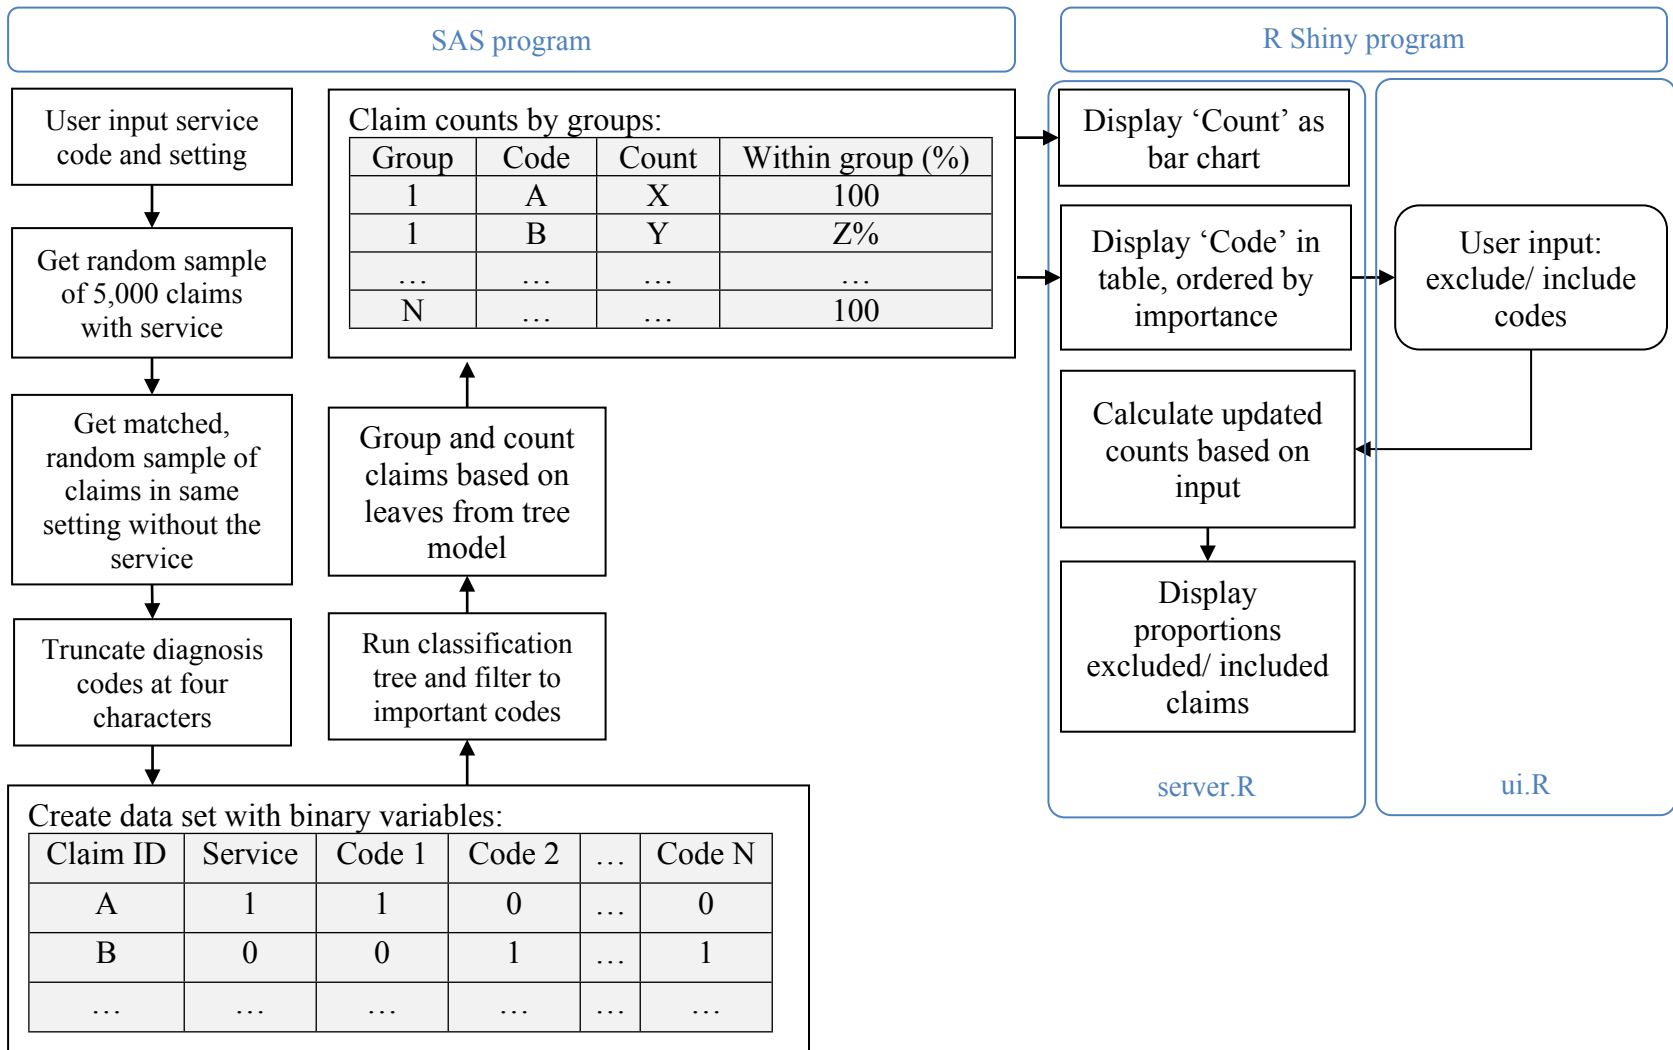 SAS program
User input service
code and setting
Get random sample
of 5,000 claims
with service
Get matched,
random sample of
claims in same
setting without the
service
Truncate diagnosis
codes at four
characters
Create data set with binary variables:
Claim ID Service Code 1 Code 2 … Code N
A 1 1 0 … 0
B 0 0 1 … 1
… … … … … …
Run classification
tree and filter to
important codes
Group and count
claims based on
leaves from tree
model
Claim counts by groups:
Group Code Count Within group (%)
1 A X 100
1 B Y Z%
… … … …
N … … 100
R Shiny program
Display ‘Count’ as
bar chart
Display ‘Code’ in
table, ordered by
importance
User input:
exclude/ include
codes
Calculate updated
counts based on
input
Display
proportions
excluded/ included
claims
server.R
ui.R